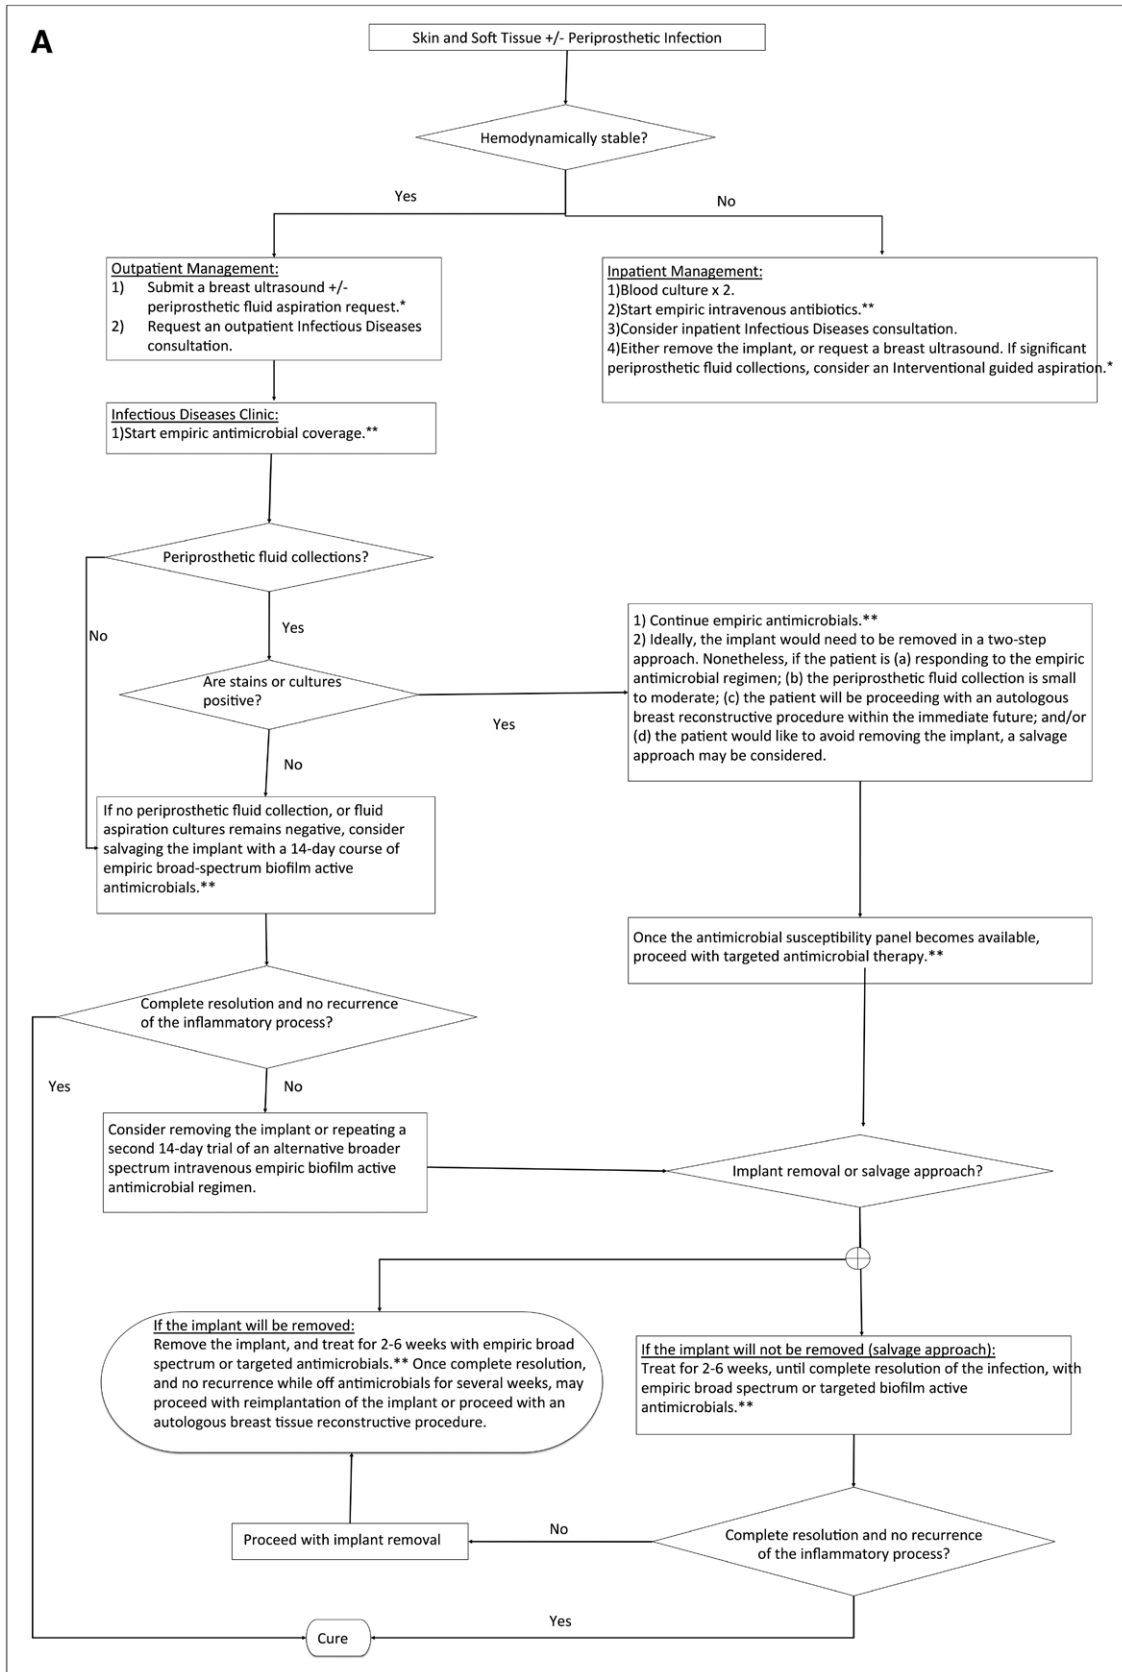 A
Skin and Soft Tissue +/- Periprosthetic Infection
Hemodynamically stable?
Yes
No
Outpatient Management:
1) Submit a breast ultrasound +/-
periprosthetic fluid aspiration request.*
2) Request an outpatient Infectious Diseases
consultation.
Inpatient Management:
1)Blood culture x 2.
2)Start empiric intravenous antibiotics.**
3)Consider inpatient Infectious Diseases consultation.
4)Either remove the implant, or request a breast ultrasound. If significant
periprosthetic fluid collections, consider an Interventional guided aspiration.*
Infectious Diseases Clinic:
1)Start empiric antimicrobial coverage.**
Periprosthetic fluid collections?
No
Yes
Are stains or cultures
positive?
Yes
No
1) Continue empiric antimicrobials.**
2) Ideally, the implant would need to be removed in a two-step
approach. Nonetheless, if the patient is (a) responding to the empiric
antimicrobial regimen; (b) the periprosthetic fluid collection is small
to moderate; (c) the patient will be proceeding with an autologous
breast reconstructive procedure within the immediate future; and/or
(d) the patient would like to avoid removing the implant, a salvage
approach may be considered.
If no periprosthetic fluid collection, or fluid
aspiration cultures remains negative, consider
salvaging the implant with a 14-day course of
empiric broad-spectrum biofilm active
antimicrobials.**
Once the antimicrobial susceptibility panel becomes available,
proceed with targeted antimicrobial therapy.**
Complete resolution and no recurrence
of the inflammatory process?
Yes
No
Consider removing the implant or repeating a
second 14-day trial of an alternative broader
spectrum intravenous empiric biofilm active
antimicrobial regimen.
Implant removal or salvage approach?
If the implant will be removed:
Remove the implant, and treat for 2-6 weeks with empiric broad
spectrum or targeted antimicrobials.** Once complete resolution,
and no recurrence while off antimicrobials for several weeks, may
proceed with reimplantation of the implant or proceed with an
autologous breast tissue reconstructive procedure.
If the implant will not be removed (salvage approach):
Treat for 2-6 weeks, until complete resolution of the infection, with
empiric broad spectrum or targeted biofilm active
antimicrobials.**
Proceed with implant removal
No
Complete resolution and no recurrence
of the inflammatory process?
Yes
Cure